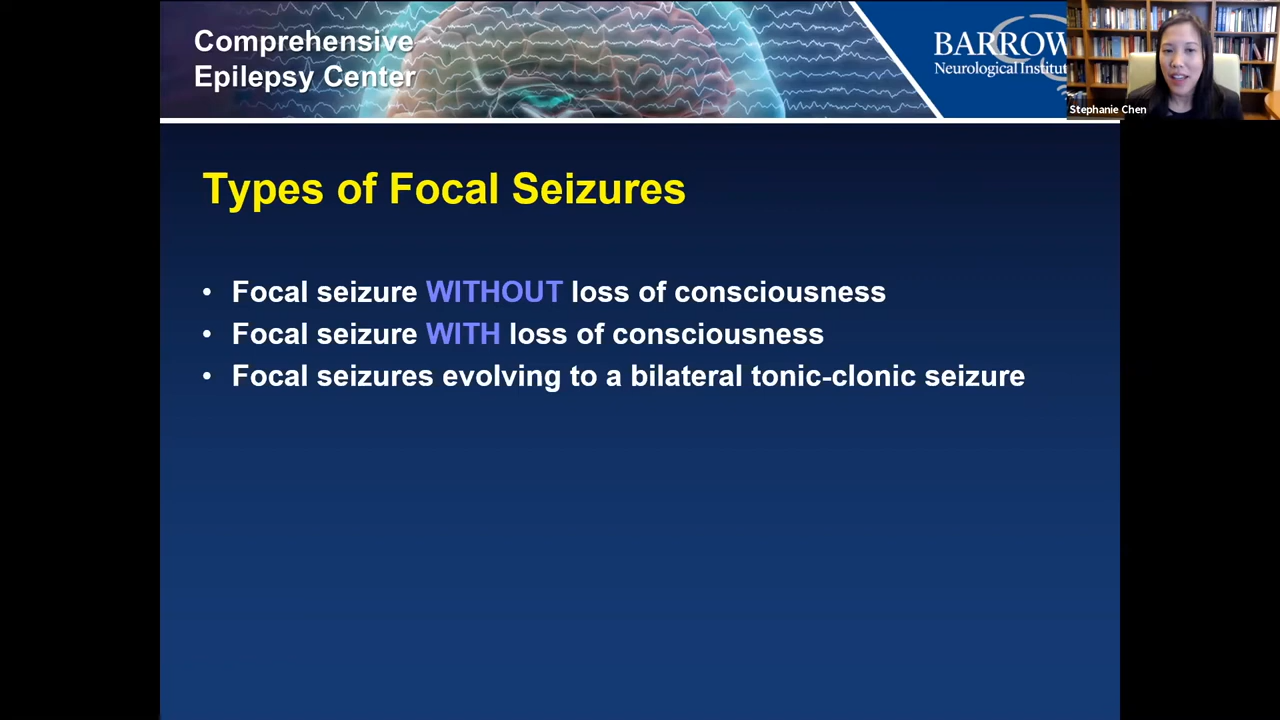 Comprehensive
Epilepsy Center
BARROW
Neurological Institut
Stephanie Chen
Types of Focal Seizures
• Focal seizure WITHOUT loss of consciousness
• Focal seizure WITH loss of consciousness
• Focal seizures evolving to a bilateral tonic-clonic seizure